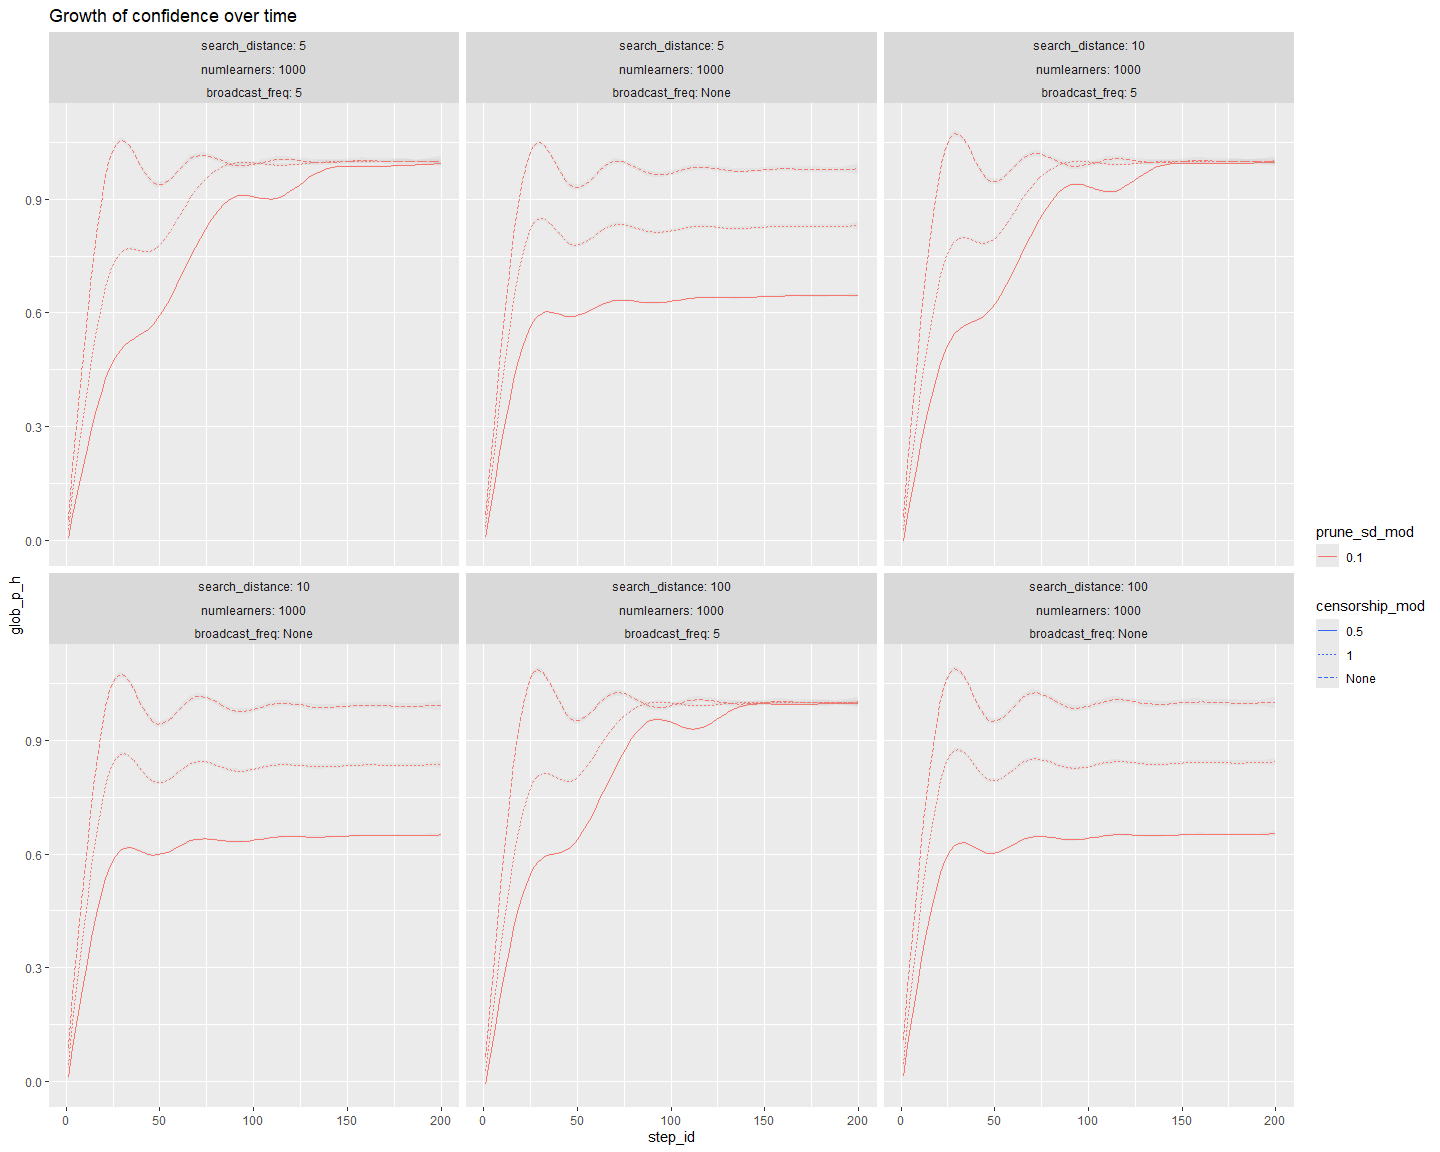 Growth of confidence over time
search_distance: 5
numlearners: 1000
broadcast_freq: 5
search_distance: 5
numlearners: 1000
broadcast_freq: None
search_distance: 10
numlearners: 1000
broadcast_freq: 5
0.9
0.6
0.3
0.0
search_distance: 10
numlearners: 1000
broadcast_freq: None
search_distance: 100
numlearners: 1000
broadcast_freq: 5
search_distance: 100
numlearners: 1000
broadcast_freq: None
0.9
0.6
0.3
0.0
0 50 100 150 200
0 50 100 150 200
0 50 100 150 200
step_id
glob_p_h
prune_sd_mod
0.1
censorship_mod
0.5
1
None